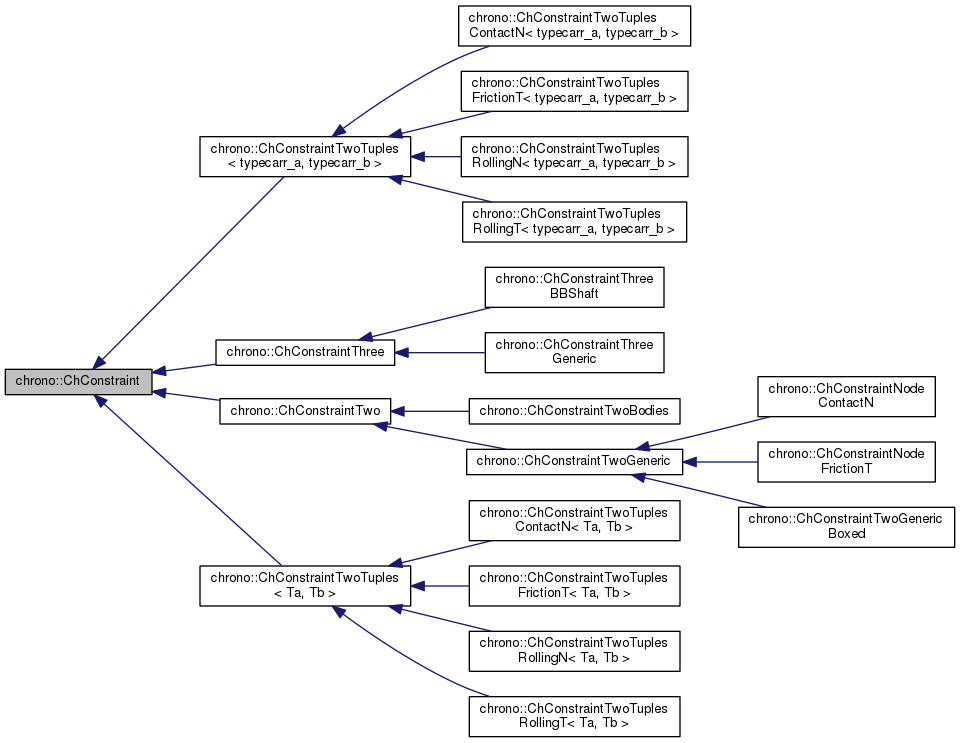 chrono::ChConstraintTwoTuples
ContactN< typecarr_a, typecarr_b >
chrono::ChConstraintTwoTuples
FrictionT< typecarr_a, typecarr_b >
chrono::ChConstraintTwoTuples
< typecarr_a, typecarr_b >
chrono::ChConstraintTwoTuples
RollingN< typecarr_a, typecarr_b >
chrono::ChConstraintTwoTuples
RollingT< typecarr_a, typecarr_b >
chrono::ChConstraintThree
BBShaft
chrono::ChConstraintThree
chrono::ChConstraintThree
Generic
chrono::ChConstraint
chrono::ChConstraintTwo
chrono::ChConstraintTwoBodies
chrono::ChConstraintNode
ContactN
chrono::ChConstraintTwoGeneric
chrono::ChConstraintNode
FrictionT
chrono::ChConstraintTwoGeneric
Boxed
chrono::ChConstraintTwoTuples
ContactN< Ta, Tb >
chrono::ChConstraintTwoTuples
< Ta, Tb >
chrono::ChConstraintTwoTuples
FrictionT< Ta, Tb >
chrono::ChConstraintTwoTuples
RollingN< Ta, Tb >
chrono::ChConstraintTwoTuples
RollingT< Ta, Tb >